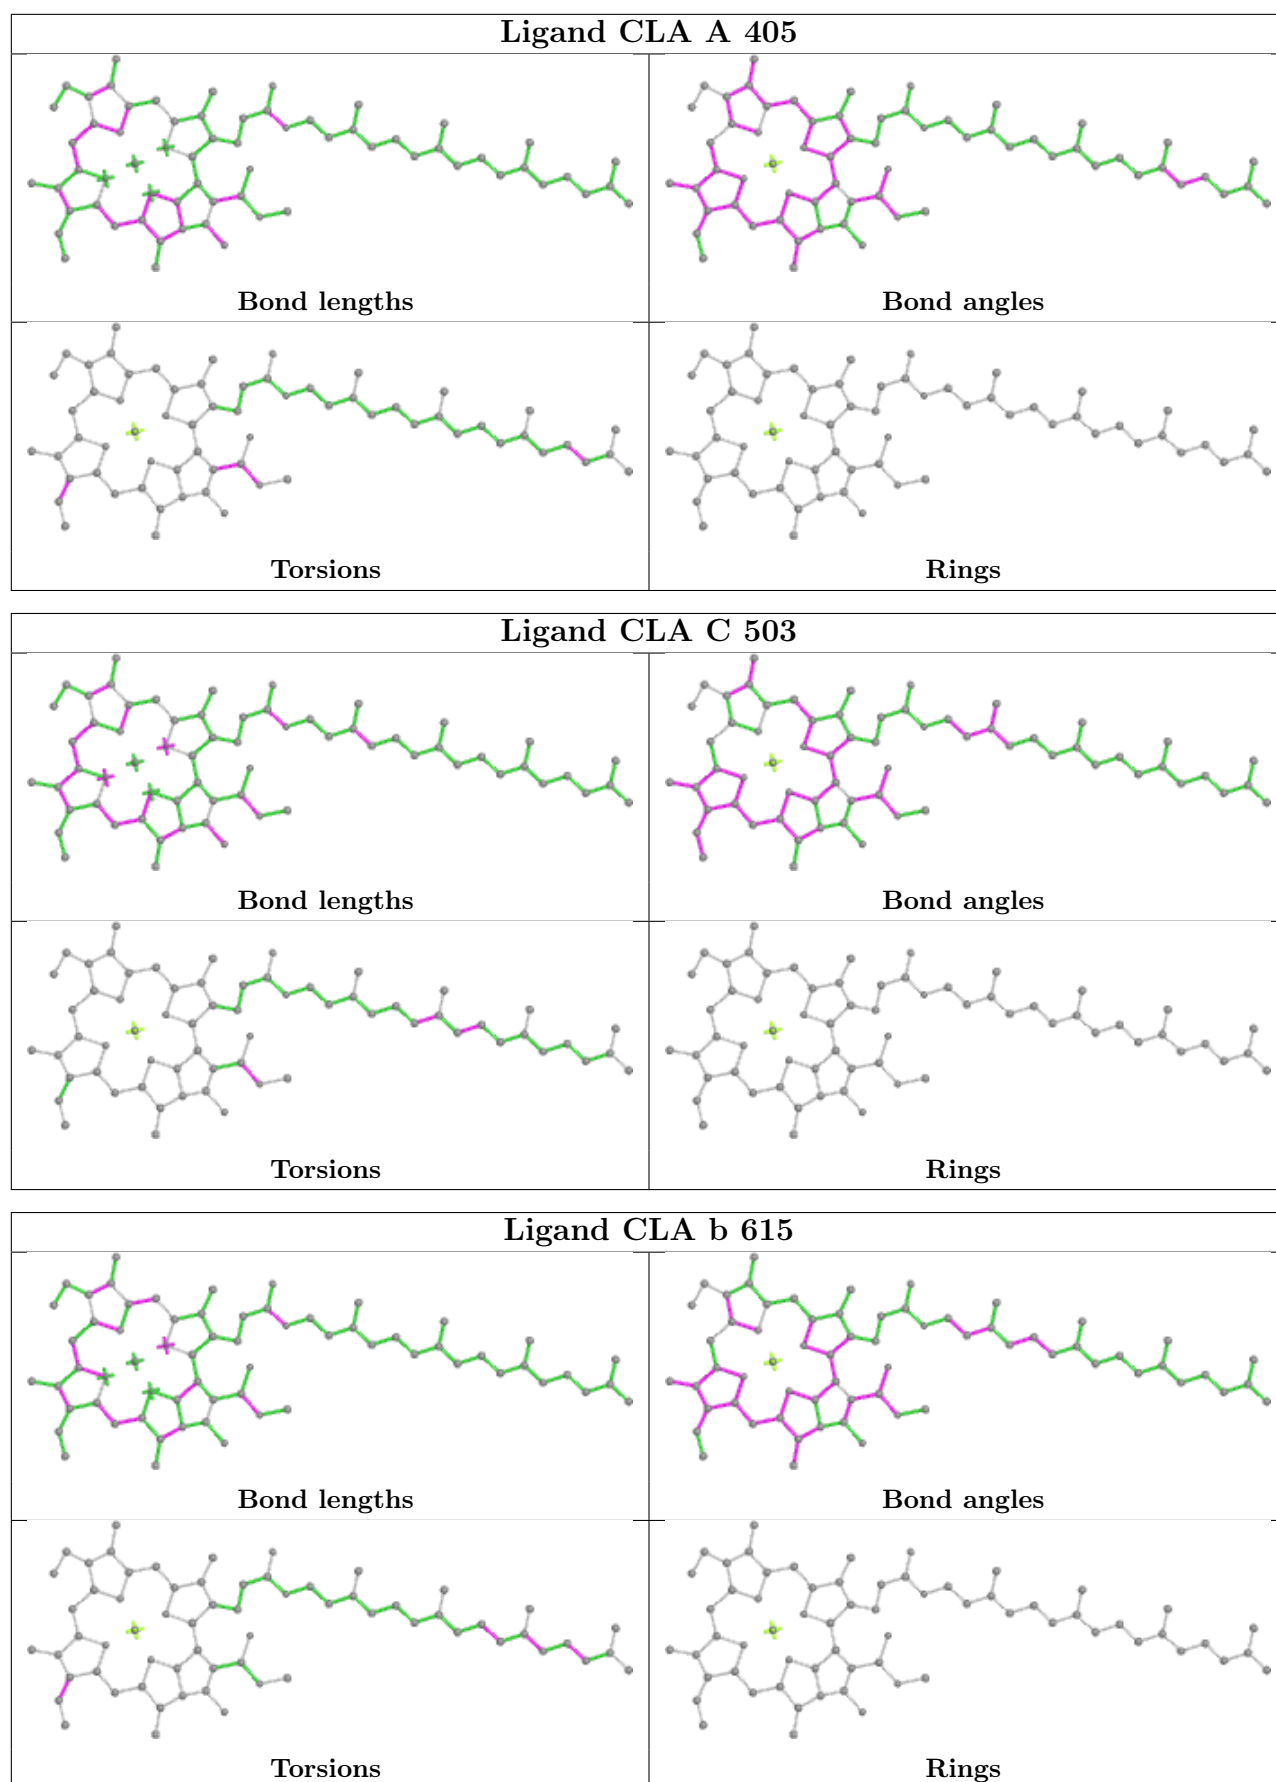 Ligand CLA A 405
Bond lengths
Bond angles
Torsions
Rings
Ligand CLA C 503
Bond lengths
Bond angles
Torsions
Rings
Ligand CLA b 615
Bond lengths
Bond angles
Torsions
Rings